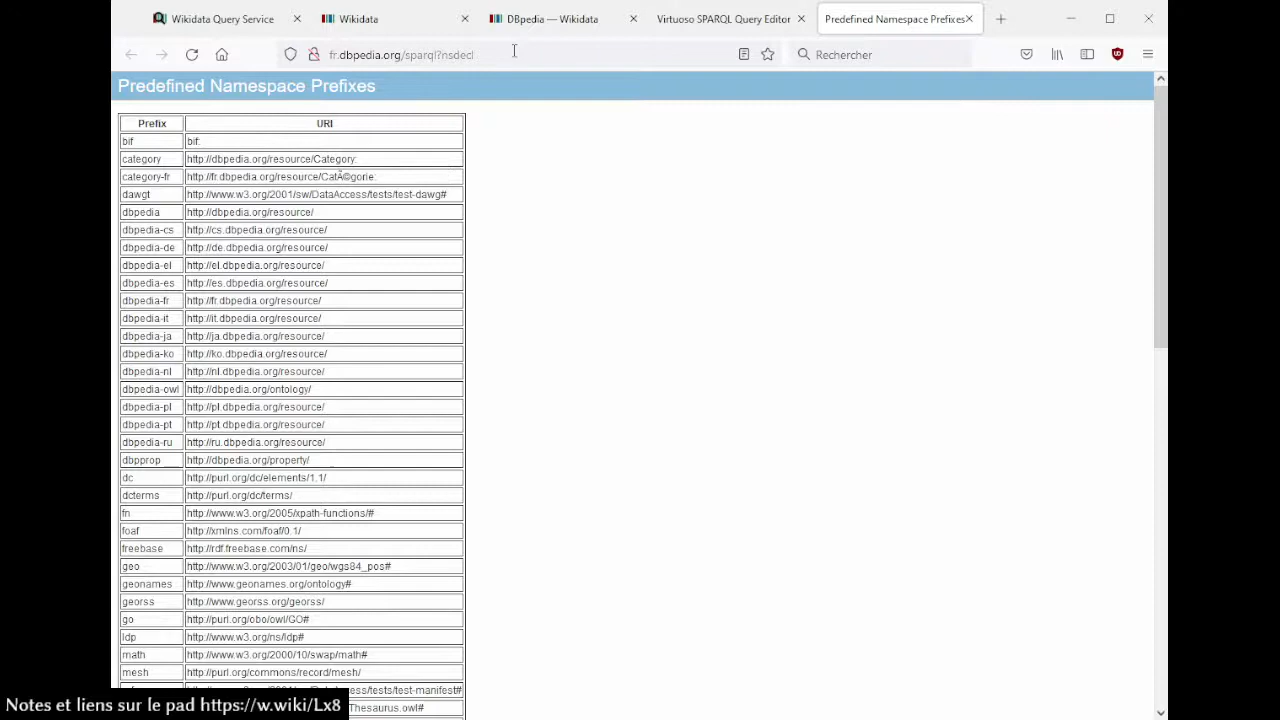 Wikidata Query Service
Wikidata
DBpedia — Wikidata
Virtuoso SPARQL Query Editor
Predefined Namespace Prefixes
fr.dbpedia.org/sparql?nsdecl
Rechercher
Predefined Namespace Prefixes
Prefix URI
bif bif:
category http://dbpedia.org/resource/Category:
category-fr http://fr.dbpedia.org/resource/CatÃ©gorie:
dawgt http://www.w3.org/2001/sw/DataAccess/tests/test-dawg#
dbpedia http://dbpedia.org/resource/
dbpedia-cs http://cs.dbpedia.org/resource/
dbpedia-de http://de.dbpedia.org/resource/
dbpedia-el http://el.dbpedia.org/resource/
dbpedia-es http://es.dbpedia.org/resource/
dbpedia-fr http://fr.dbpedia.org/resource/
dbpedia-it http://it.dbpedia.org/resource/
dbpedia-ja http://ja.dbpedia.org/resource/
dbpedia-ko http://ko.dbpedia.org/resource/
dbpedia-nl http://nl.dbpedia.org/resource/
dbpedia-owl http://dbpedia.org/ontology/
dbpedia-pl http://pl.dbpedia.org/resource/
dbpedia-pt http://pt.dbpedia.org/resource/
dbpedia-ru http://ru.dbpedia.org/resource/
dbpprop http://dbpedia.org/property/
dc http://purl.org/dc/elements/1.1/
dcterms http://purl.org/dc/terms/
fn http://www.w3.org/2005/xpath-functions/#
foaf http://xmlns.com/foaf/0.1/
freebase http://rdf.freebase.com/ns/
geo http://www.w3.org/2003/01/geo/wgs84_pos#
geonames http://www.geonames.org/ontology#
georss http://www.georss.org/georss/
go http://purl.org/obo/owl/GO#
ldp http://www.w3.org/ns/ldp#
math http://www.w3.org/2000/10/swap/math#
mesh http://purl.org/commons/record/mesh/
/tests/test-manifest#
Thesaurus.owl#
Notes et liens sur le pad https://w.wiki/Lx8